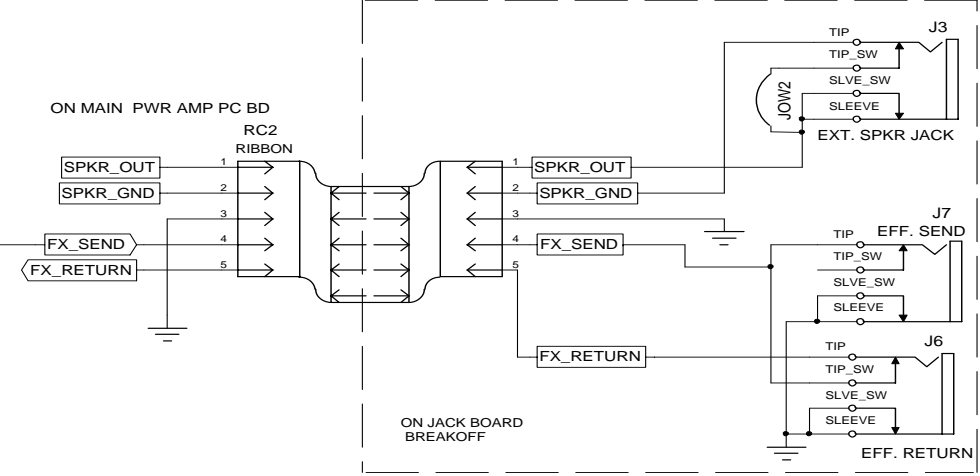 ON MAIN PWR AMP PC BD
RC2
RIBBON
SPKR_OUT
1
SPKR_GND
2
3
FX_SEND
4
FX_RETURN
5
1
SPKR_OUT
2
SPKR_GND
3
4
FX_SEND
5
FX_RETURN
J3
TIP
TIP_SW
SLVE_SW
SLEEVE
JOW2
EXT. SPKR JACK
J7
EFF. SEND
TIP
TIP_SW
SLVE_SW
SLEEVE
J6
TIP
TIP_SW
SLVE_SW
SLEEVE
EFF. RETURN
ON JACK BOARD
BREAKOFF